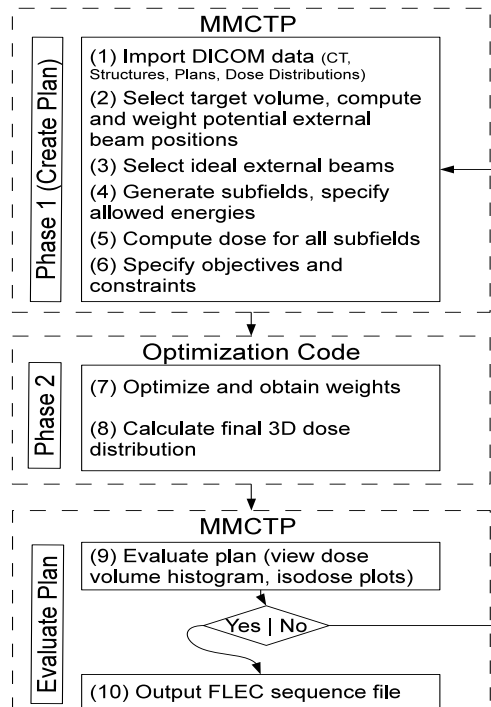 MMCTP
Phase 1 (Create Plan)
(1) Import DICOM data (CT,
Structures, Plans, Dose Distributions)
(2) Select target volume, compute
and weight potential external
beam positions
(3) Select ideal external beams
(4) Generate subfields, specify
allowed energies
(5) Compute dose for all subfields
(6) Specify objectives and
constraints
Optimization Code
Phase 2
(7) Optimize and obtain weights
(8) Calculate final 3D dose
distribution
MMCTP
Evaluate Plan
(9) Evaluate plan (view dose
volume histogram, isodose plots)
Yes | No
(10) Output FLEC sequence file